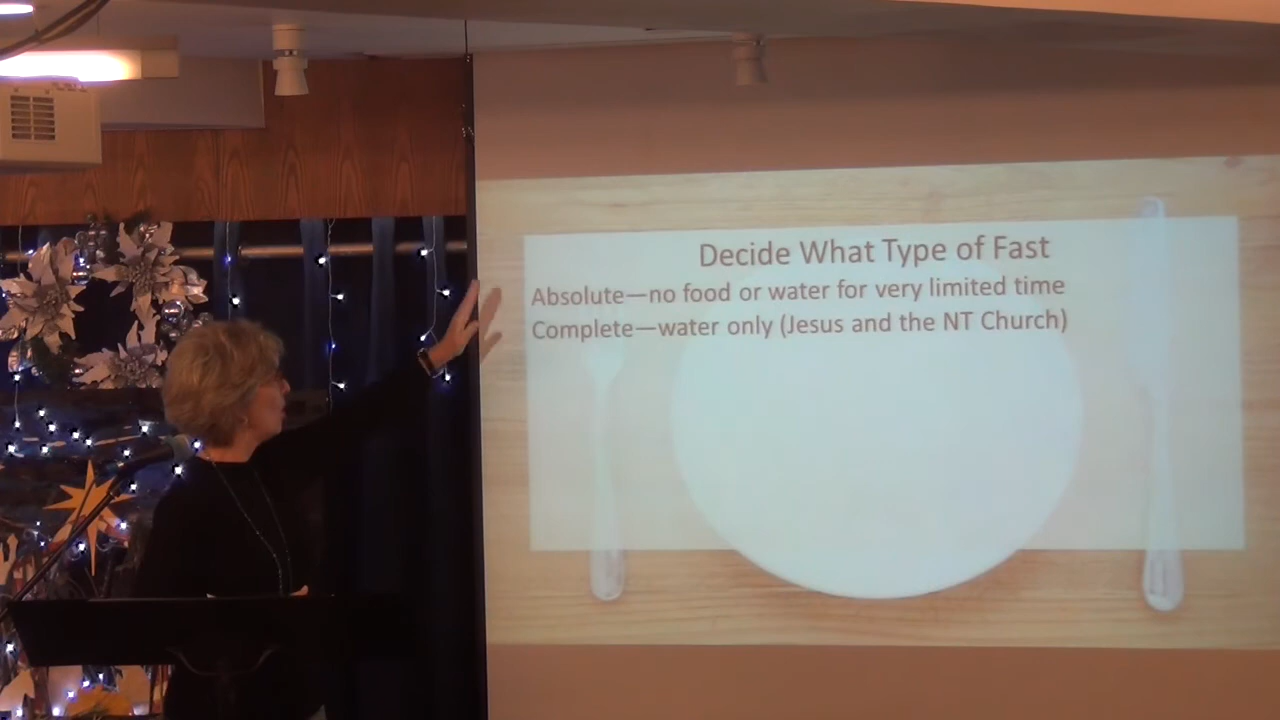 Decide What Type of Fast
Absolute—no food or water for very limited time
Complete—water only (Jesus and the NT Church)